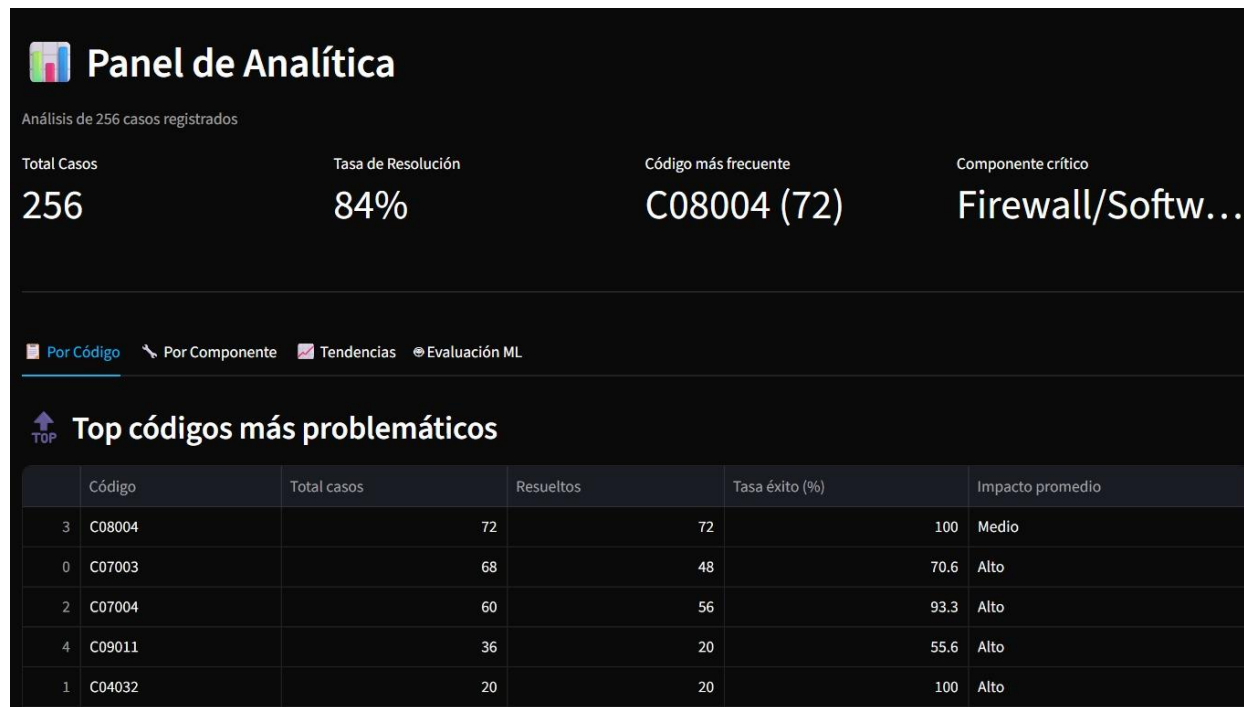 Panel de Analítica
Análisis de 256 casos registrados
Total Casos Tasa de Resolución Código más frecuente Componente crítico
256 84% C08004 (72) Firewall/Softw...
Por Código Por Componente Tendencias Evaluación ML
TOP Top códigos más problemáticos
Código Total casos Resueltos Tasa éxito (%) Impacto promedio
3 C08004 72 72 100 Medio
0 C07003 68 48 70.6 Alto
2 C07004 60 56 93.3 Alto
4 C09011 36 20 55.6 Alto
1 C04032 20 20 100 Alto